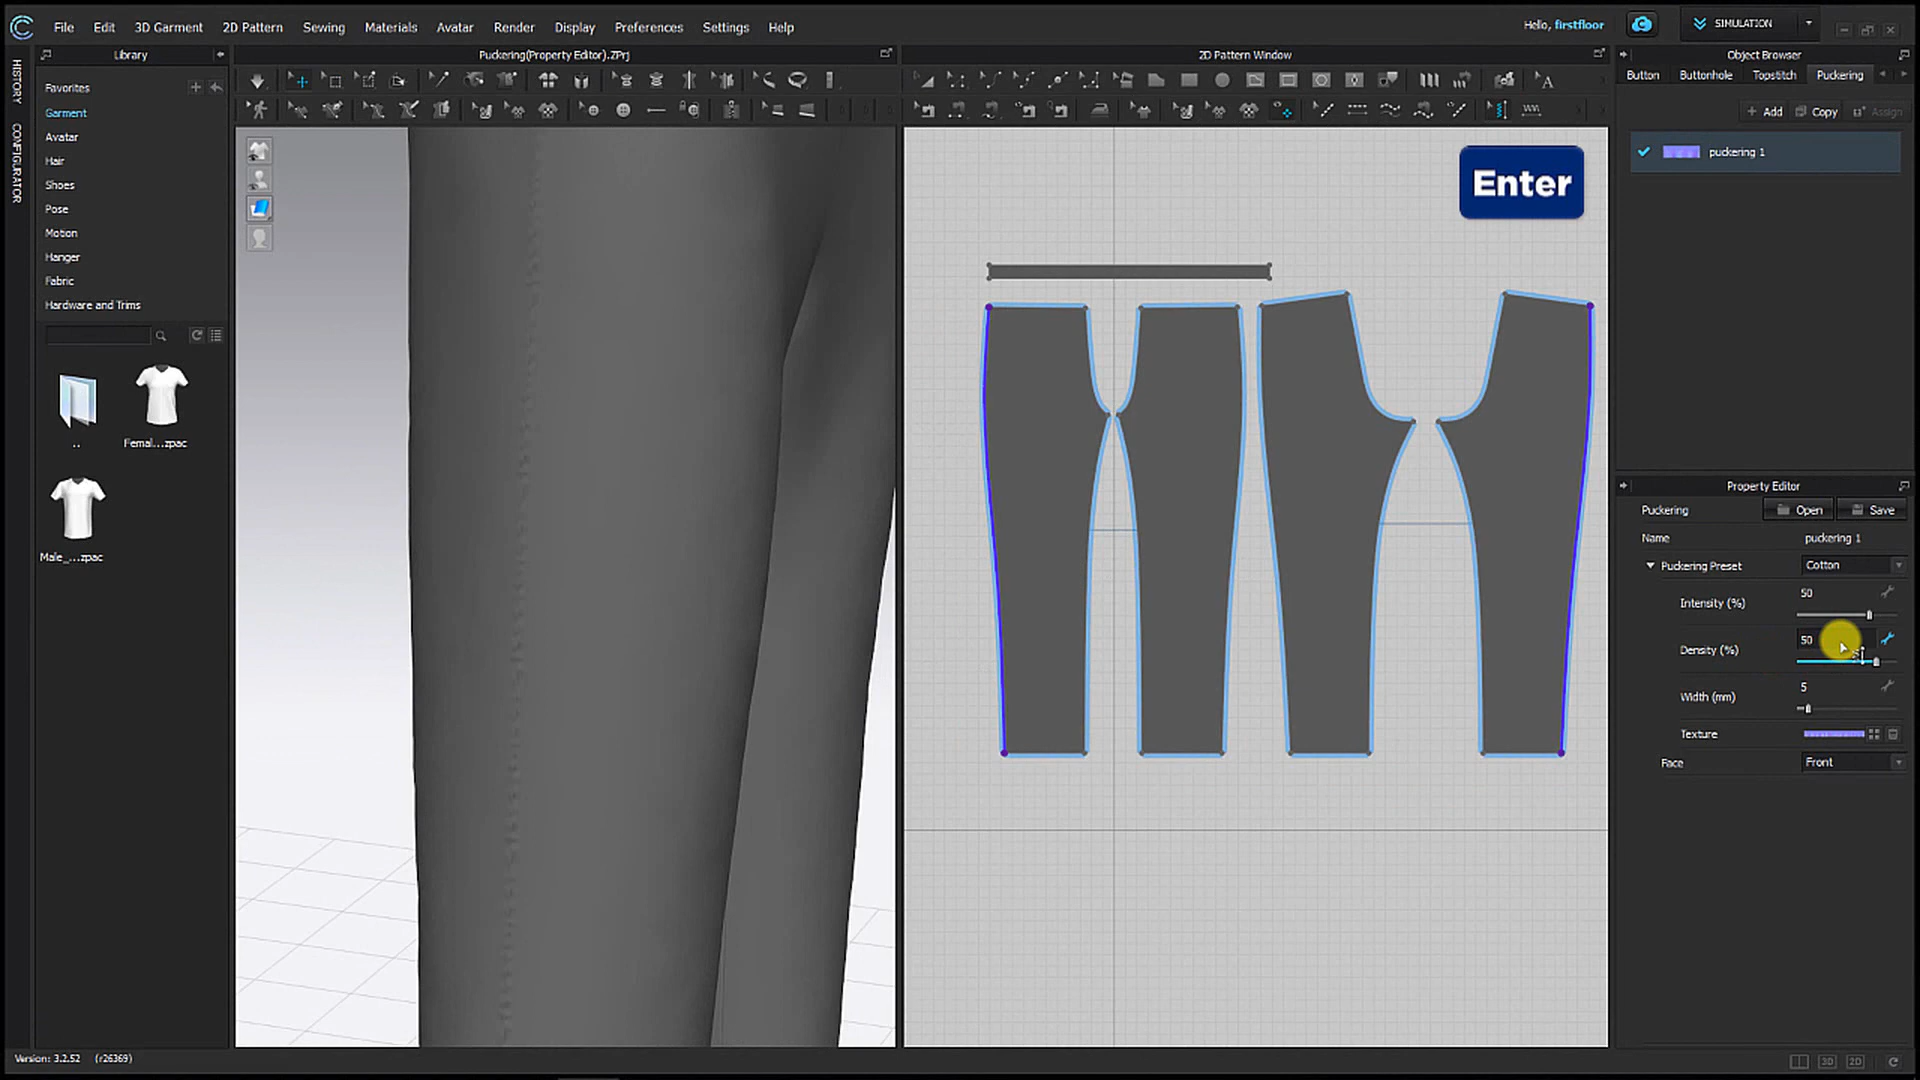 File Edit 3D Garment 2D Pattern Sewing Materials Avatar Render Display Preferences Settings Help
Hello, firstfloor
SIMULATION
HISTORY
CONFIGURATOR
Library
Puckering(Property Editor).ZPrj
2D Pattern Window
Object Browser
Favorites
Garment
Avatar
Hair
Shoes
Pose
Motion
Hanger
Fabric
Hardware and Trims
..
Femal...zpac
Male_...zpac
A
Enter
Button Buttonhole Topstitch Puckering
+ Add Copy Assign
puckering 1
Property Editor
Puckering Open Save
Name puckering 1
Puckering Preset Cotton
Intensity (%) 50
Density (%) 50
Width (mm) 5
Texture
Face Front
Version: 3.2.52 (r26369)
3D 2D